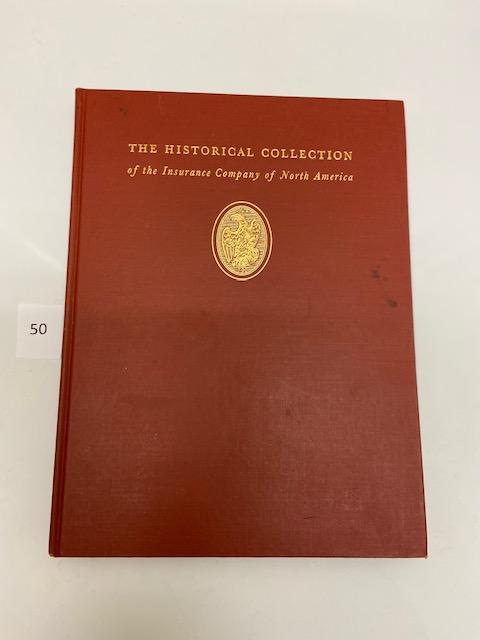 THE HISTORICAL COLLECTION
of the Insurance Company of North America
50